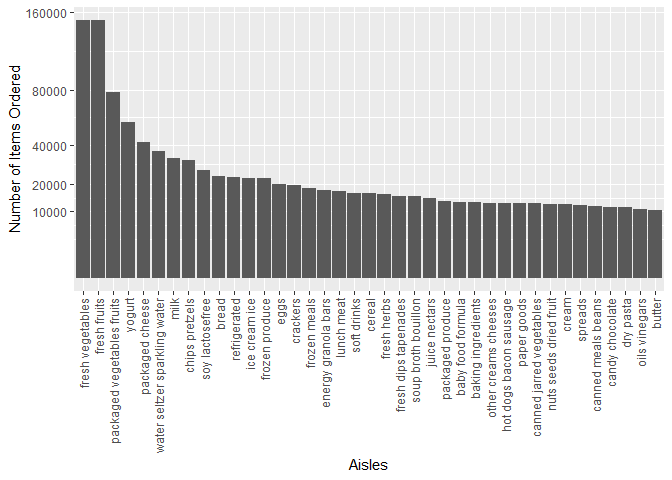 Number of Items Ordered
160000
80000
40000
20000
10000
fresh vegetables
fresh fruits
packaged vegetables fruits
yogurt
packaged cheese
water seltzer sparkling water
milk
chips pretzels
soy lactosefree
bread
refrigerated
ice cream ice
frozen produce
eggs
crackers
frozen meals
energy granola bars
lunch meat
soft drinks
cereal
fresh herbs
fresh dips tapenades
soup broth bouillon
juice nectars
packaged produce
baby food formula
baking ingredients
other creams cheeses
hot dogs bacon sausage
paper goods
canned jarred vegetables
nuts seeds dried fruit
cream
spreads
canned meals beans
candy chocolate
dry pasta
oils vinegars
butter
Aisles